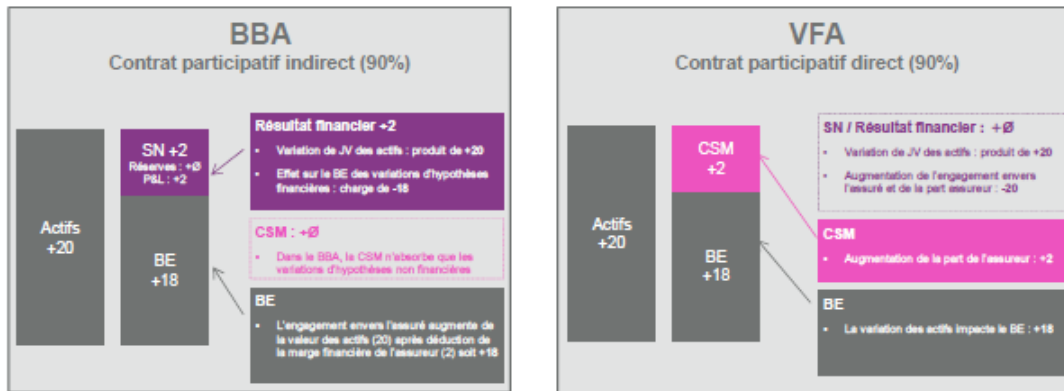 BBA
Contrat participatif indirect (90%)
Actifs
+20
SN +2
Réserves : +Ø
P&L : +2
BE
+18
Résultat financier +2
• Variation de JV des actifs : produit de +20
• Effet sur le BE des variations d'hypothèses
financières : charge de -18
CSM : +Ø
• Dans le BBA, la CSM n'absorbe que les
variations d'hypothèses non financières
BE
• L'engagement envers l'assuré augmente de
la valeur des actifs (20) après déduction de
la marge financière de l'assureur (2) soit +18
VFA
Contrat participatif direct (90%)
Actifs
+20
CSM
+2
BE
+18
SN / Résultat financier : +Ø
• Variation de JV des actifs : produit de +20
• Augmentation de l'engagement envers
l'assuré et de la part assureur : -20
CSM
• Augmentation de la part de l'assureur : +2
BE
• La variation des actifs impacte le BE : +18